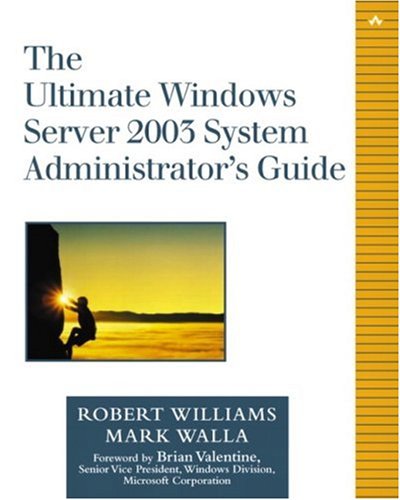 The
Ultimate Windows
Server 2003 System
Administrator's Guide
ROBERT WILLIAMS
MARK WALLA
Foreword by Brian Valentine,
Senior Vice President, Windows Division,
Microsoft Corporation